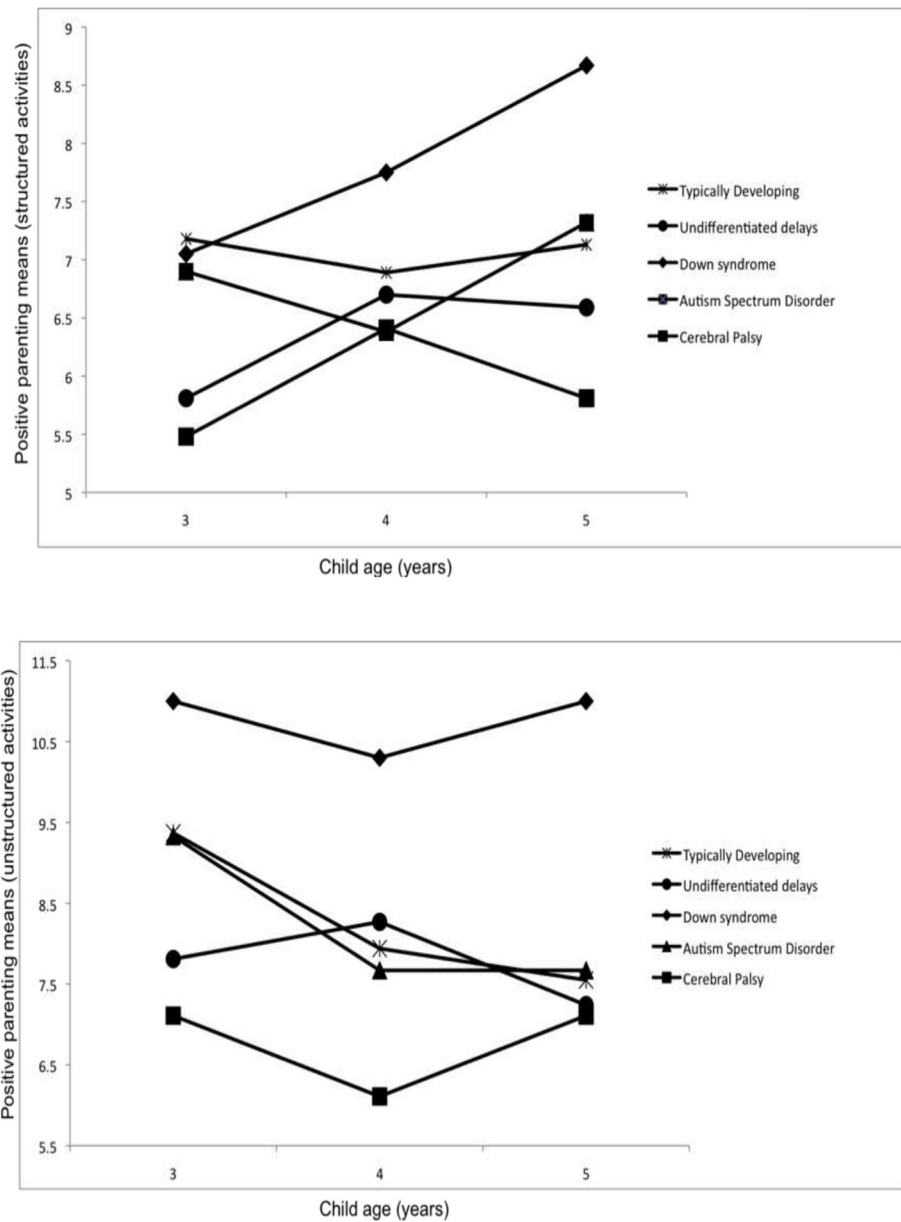 Positive parenting means (structured activities)
9
8.5
8
7.5
7
6.5
6
5.5
5
3 4 5
Child age (years)
Typically Developing
Undifferentiated delays
Down syndrome
Autism Spectrum Disorder
Cerebral Palsy
Positive parenting means (unstructured activities)
11.5
10.5
9.5
8.5
7.5
6.5
5.5
3 4 5
Child age (years)
Typically Developing
Undifferentiated delays
Down syndrome
Autism Spectrum Disorder
Cerebral Palsy